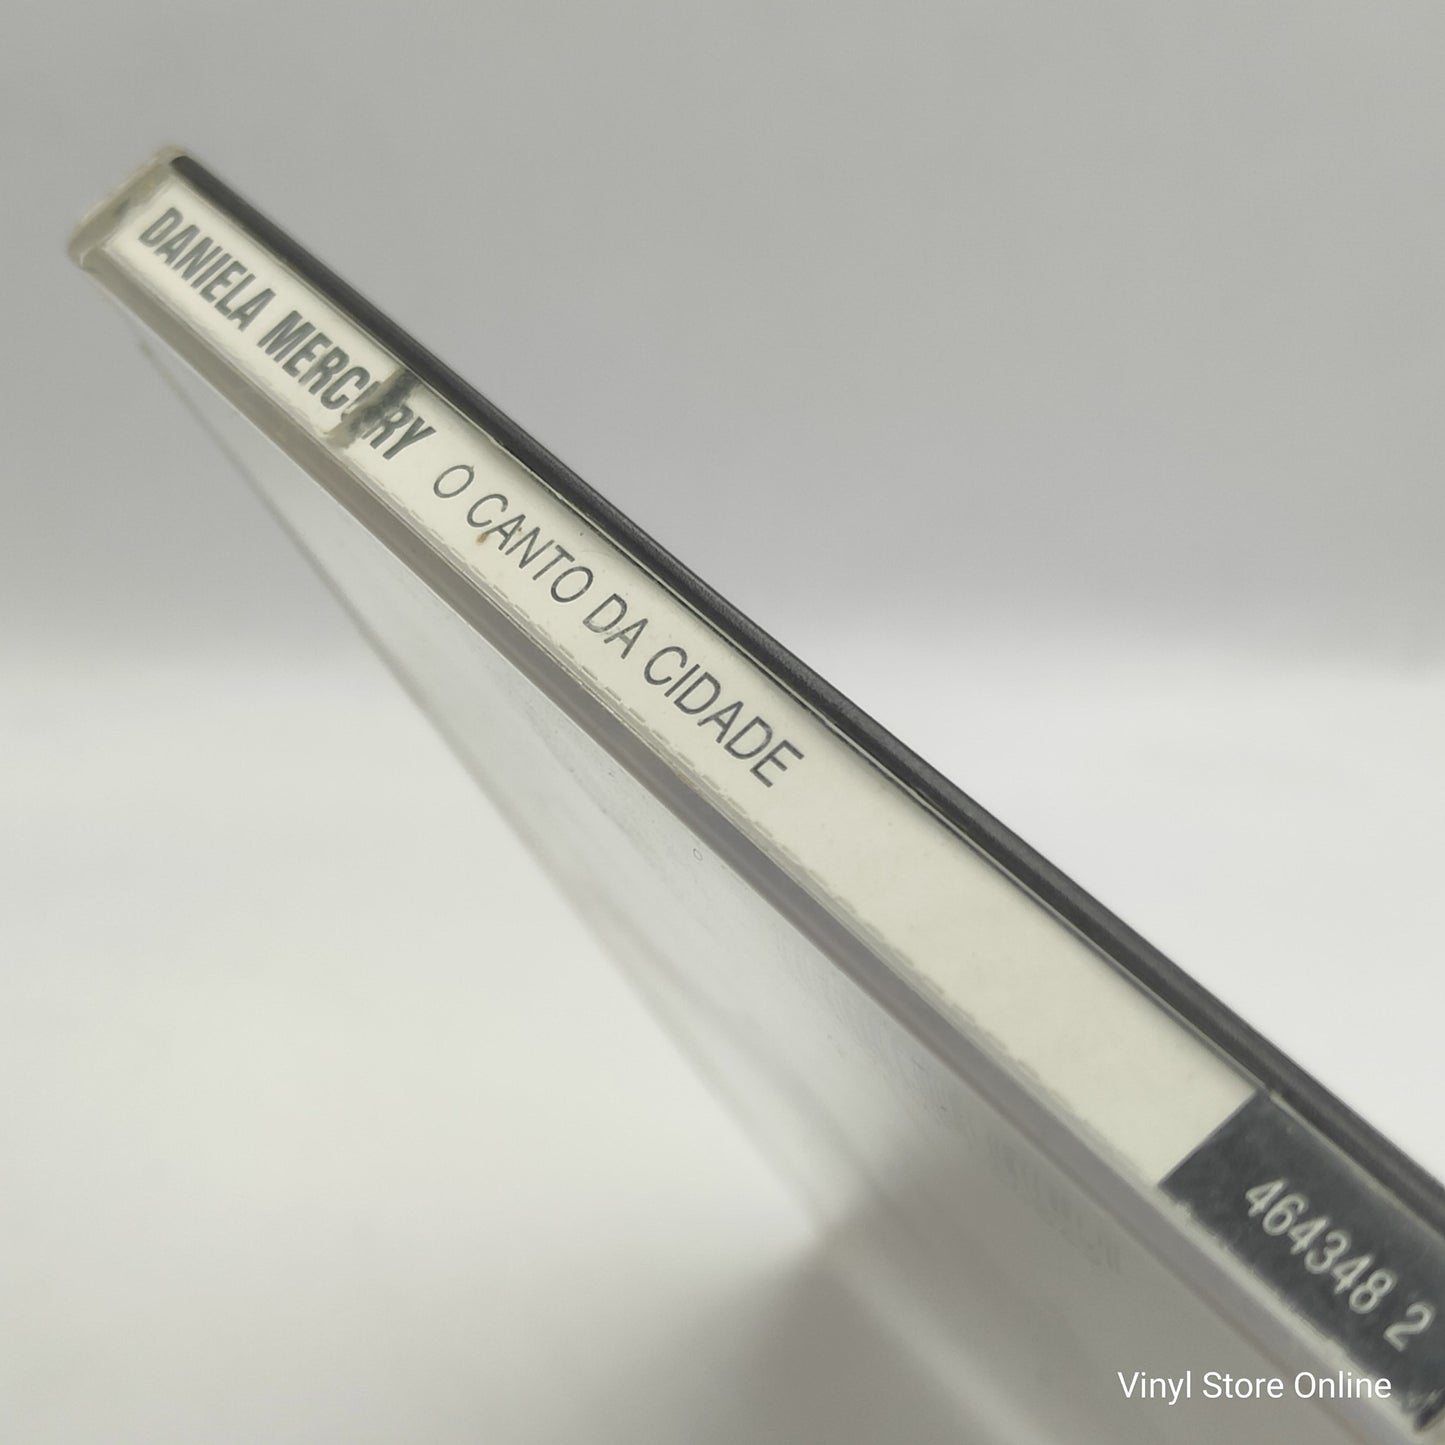 DANIELA MERCURY O CANTO DA CIDADE
464348 2
Vinyl Store Online